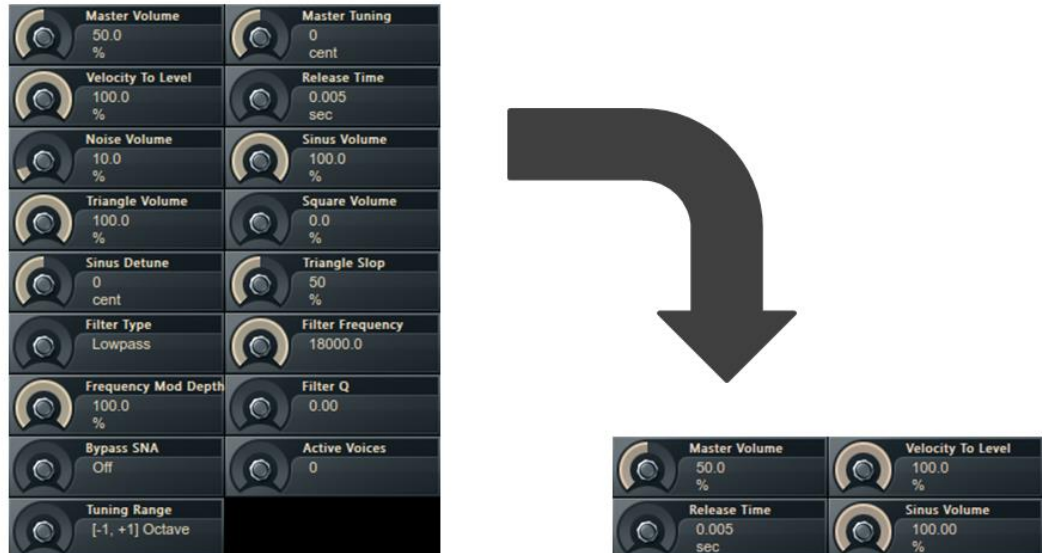 Master Volume
50.0
%
Master Tuning
0
cent
Velocity To Level
100.0
%
Release Time
0.005
sec
Noise Volume
10.0
%
Sinus Volume
100.0
%
Triangle Volume
100.0
%
Square Volume
0.0
%
Sinus Detune
0
cent
Triangle Slop
50
%
Filter Type
Lowpass
Filter Frequency
18000.0
Frequency Mod Depth
100.0
%
Filter Q
0.00
Bypass SNA
Off
Active Voices
0
Tuning Range
[-1, +1] Octave
Master Volume
50.0
%
Velocity To Level
100.0
%
Release Time
0.005
sec
Sinus Volume
100.00
%